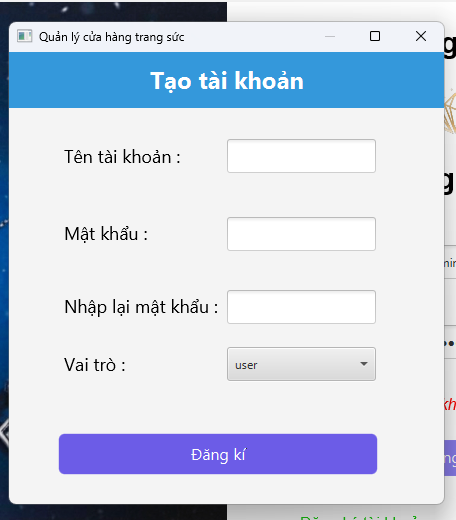 Quản lý cửa hàng trang sức
Tạo tài khoản
Tên tài khoản :
Mật khẩu :
Nhập lại mật khẩu :
Vai trò :
user
Đăng kí